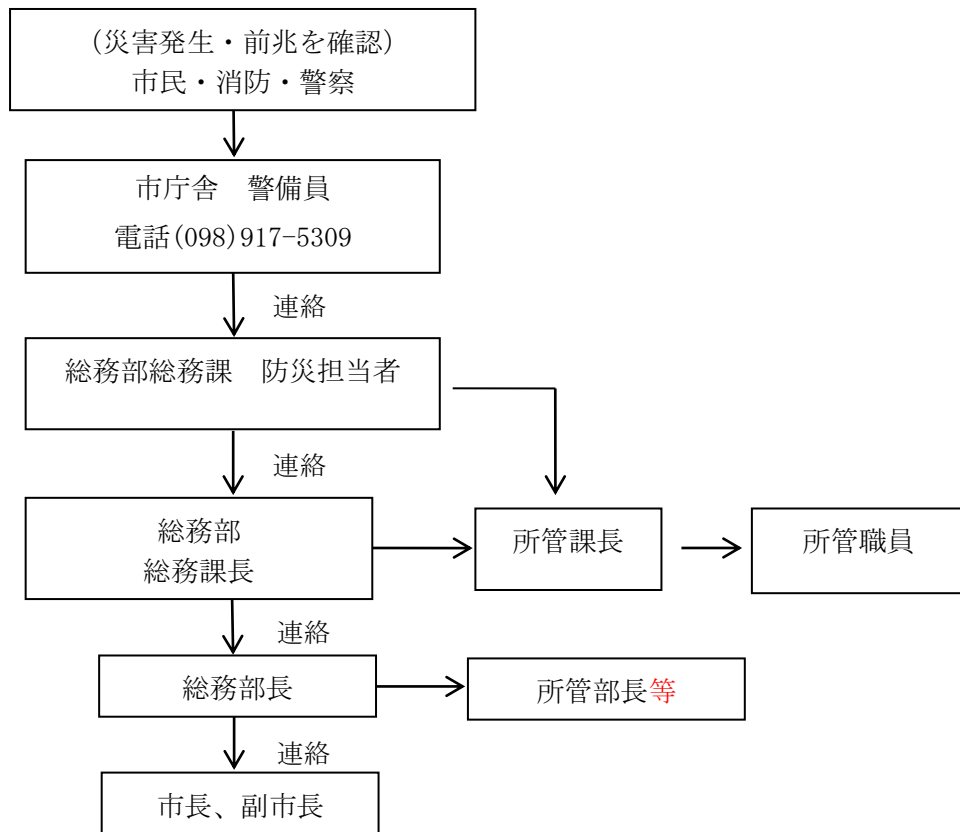 (災害発生・前兆を確認)
市民・消防・警察
市庁舎　警備員
電話(098)917-5309
連絡
総務部総務課　防災担当者
連絡
総務部
総務課長
所管課長
所管職員
連絡
総務部長
所管部長等
連絡
市長、副市長